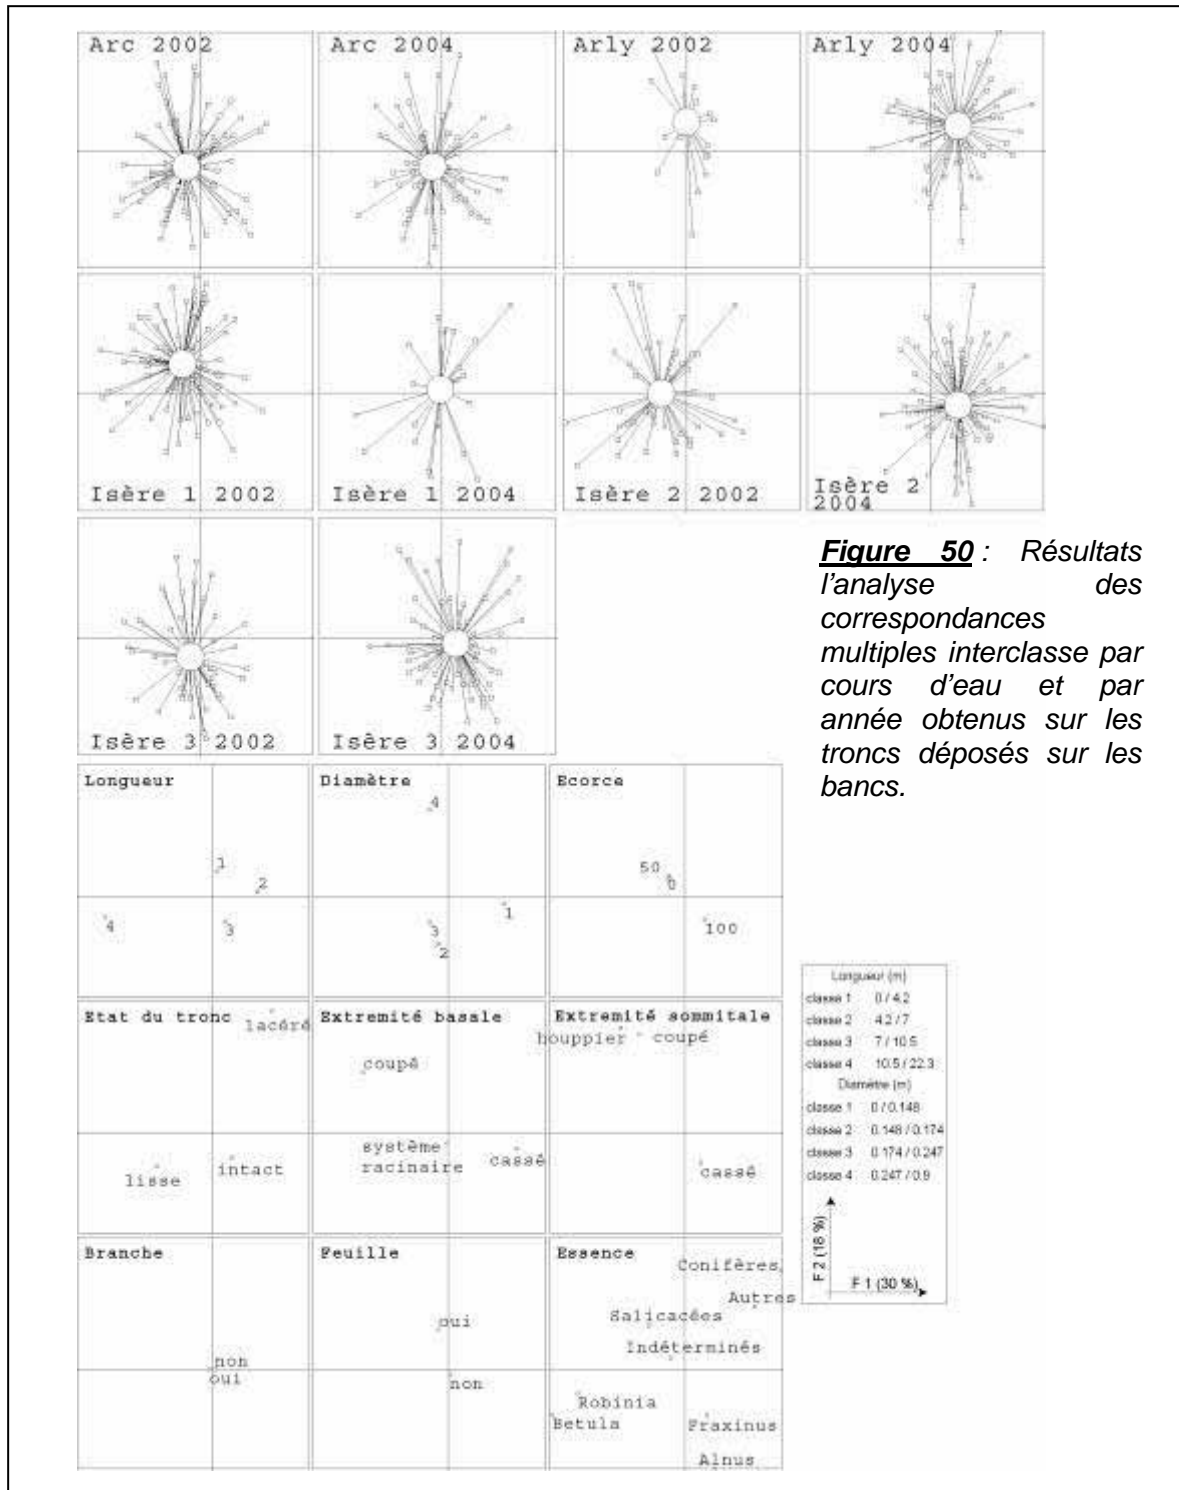 Arc 2002
Arc 2004
Arly 2002
Arly 2004
Isère 1 2002
Isère 1 2004
Isère 2 2002
Isère 2
2004
Isère 3 2002
Isère 3 2004
Figure 50 : Résultats
l'analyse des
correspondances
multiples interclasse par
cours d'eau et par
année obtenus sur les
troncs déposés sur les
bancs.
Longueur
1
2
4
3
Diamètre
4
1
3
2
Ecorce
50
0
100
Etat du tronc
lacéré
lisse
intact
Extremité basale
coupé
système
racinaire
cassé
Extremité sommitale
houppier
coupé
cassé
Branche
non
oui
Feuille
oui
non
Essence
Conifères
Autres
Salicacées
Indéterminés
Robinia
Betula
Fraxinus
Alnus
Longueur (m)
classe 1 0 / 4.2
classe 2 4.2 / 7
classe 3 7 / 10.5
classe 4 10.5 / 22.3
Diamètre (m)
classe 1 0 / 0.148
classe 2 0.148 / 0.174
classe 3 0.174 / 0.247
classe 4 0.247 / 0.9
F 2 (18 %)
F 1 (30 %)